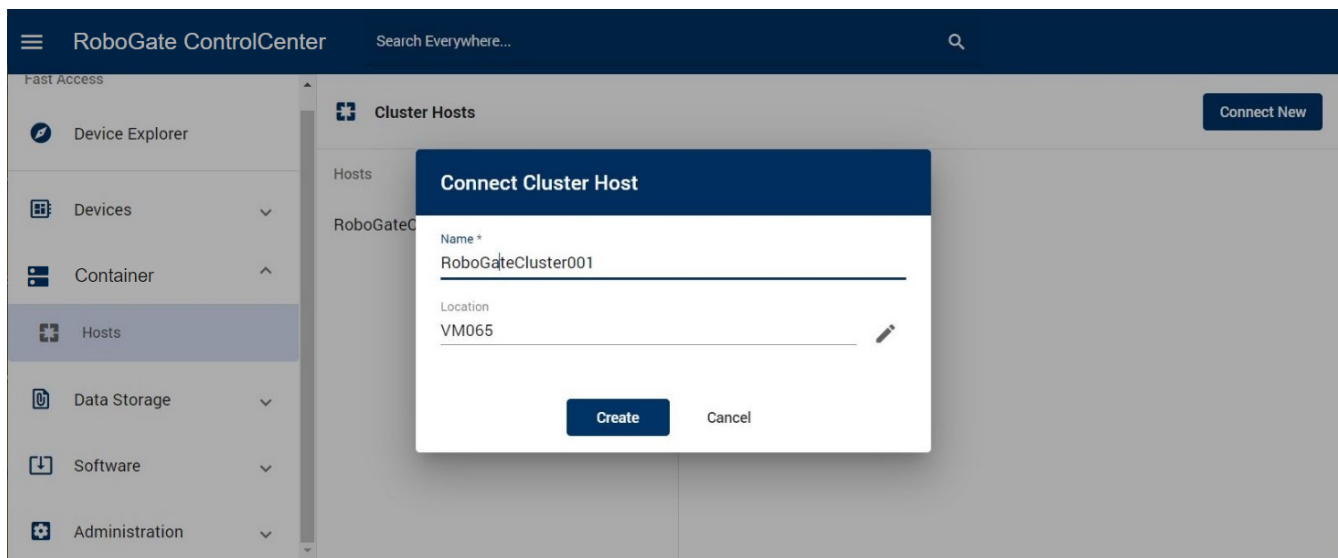 RoboGate ControlCenter
Search Everywhere...
Fast Access
Device Explorer
Devices
Container
Hosts
Data Storage
Software
Administration
Cluster Hosts
Connect New
Hosts
RoboGateC
Connect Cluster Host
Name *
RoboGateCluster001
Location
VM065
Create
Cancel